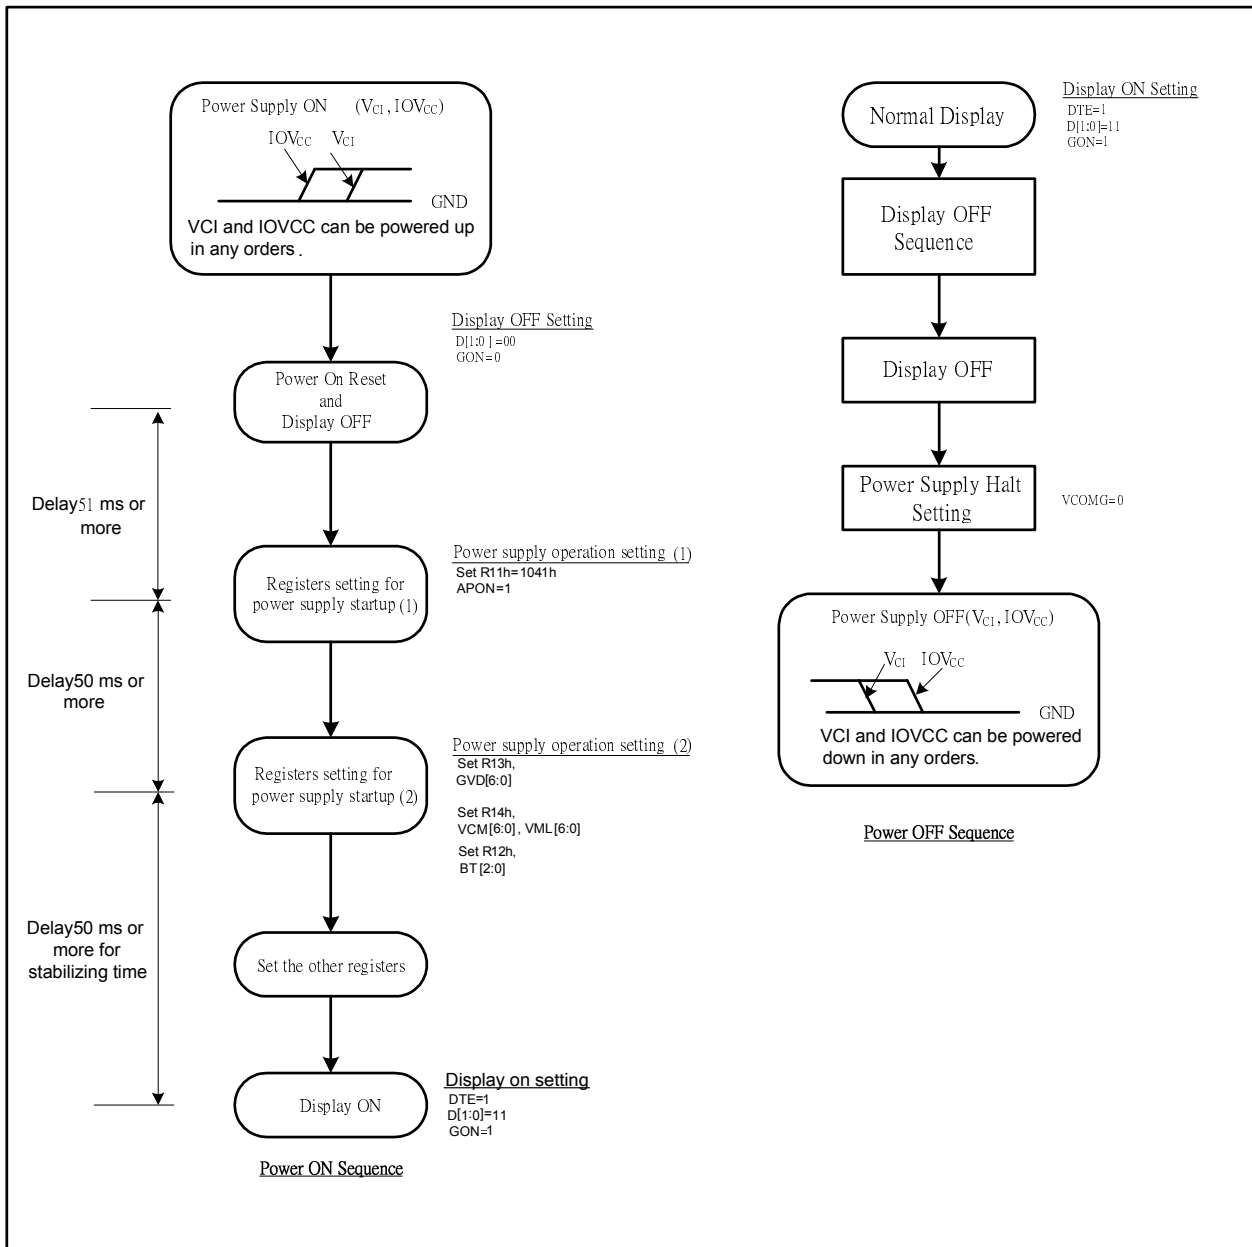 Power Supply ON (VCI, IOVCC)
IOVCC VCI
GND
VCI and IOVCC can be powered up
in any orders .
Display OFF Setting
D[1:0] =00
GON=0
Power On Reset
and
Display OFF
Delay51 ms or
more
Power supply operation setting (1)
Set R11h=1041h
APON=1
Registers setting for
power supply startup (1)
Delay50 ms or
more
Power supply operation setting (2)
Set R13h,
GVD[6:0]
Set R14h,
VCM[6:0] , VML[6:0]
Set R12h,
BT[2:0]
Registers setting for
power supply startup (2)
Delay50 ms or
more for
stabilizing time
Set the other registers
Display on setting
DTE=1
D[1:0]=11
GON=1
Display ON
Power ON Sequence
Normal Display
Display ON Setting
DTE=1
D[1:0]=11
GON=1
Display OFF
Sequence
Display OFF
Power Supply Halt
Setting
VCOMG=0
Power Supply OFF(VCI, IOVCC)
VCI IOVCC
GND
VCI and IOVCC can be powered
down in any orders.
Power OFF Sequence